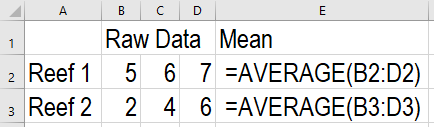 A B C D E
1 Raw Data Mean
2 Reef 1 5 6 7 =AVERAGE(B2:D2)
3 Reef 2 2 4 6 =AVERAGE(B3:D3)